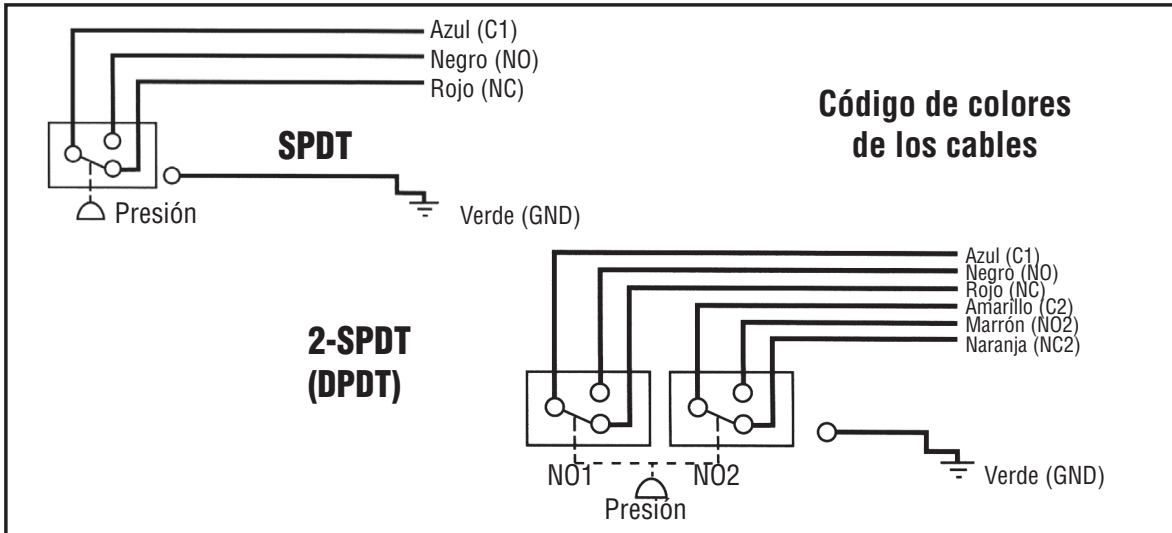 Azul (C1)
Negro (NO)
Rojo (NC)
Código de colores
de los cables
SPDT
Presión
Verde (GND)
Azul (C1)
Negro (NO)
Rojo (NC)
Amarillo (C2)
Marrón (NO2)
Naranja (NC2)
2-SPDT
(DPDT)
NO1
NO2
Presión
Verde (GND)